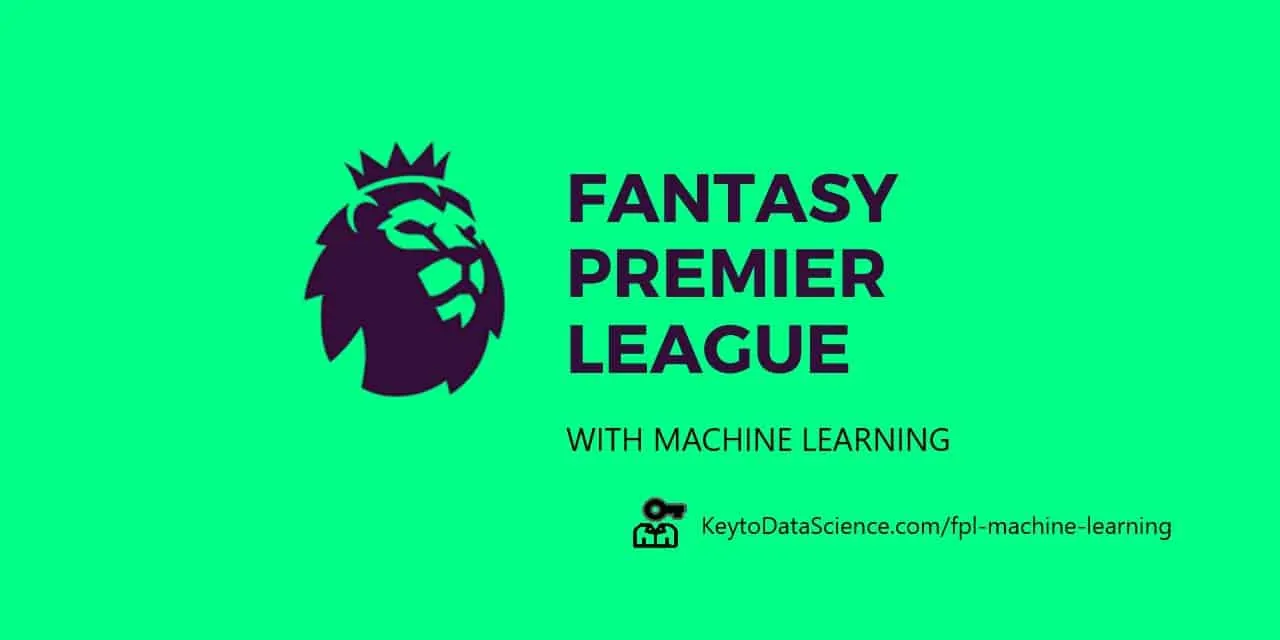 FANTASY
PREMIER
LEAGUE
WITH MACHINE LEARNING
KeytoDataScience.com/fpl-machine-learning